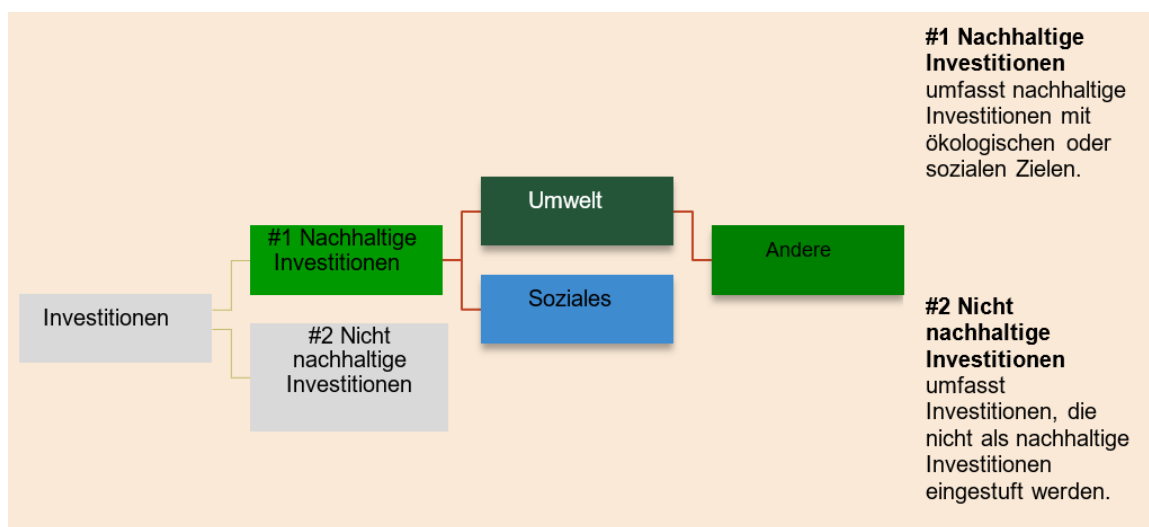 Investitionen
#1 Nachhaltige
Investitionen
#2 Nicht
nachhaltige
Investitionen
Umwelt
Soziales
Andere
#1 Nachhaltige
Investitionen
umfasst nachhaltige
Investitionen mit
ökologischen oder
sozialen Zielen.
#2 Nicht
nachhaltige
Investitionen
umfasst
Investitionen, die
nicht als nachhaltige
Investitionen
eingestuft werden.